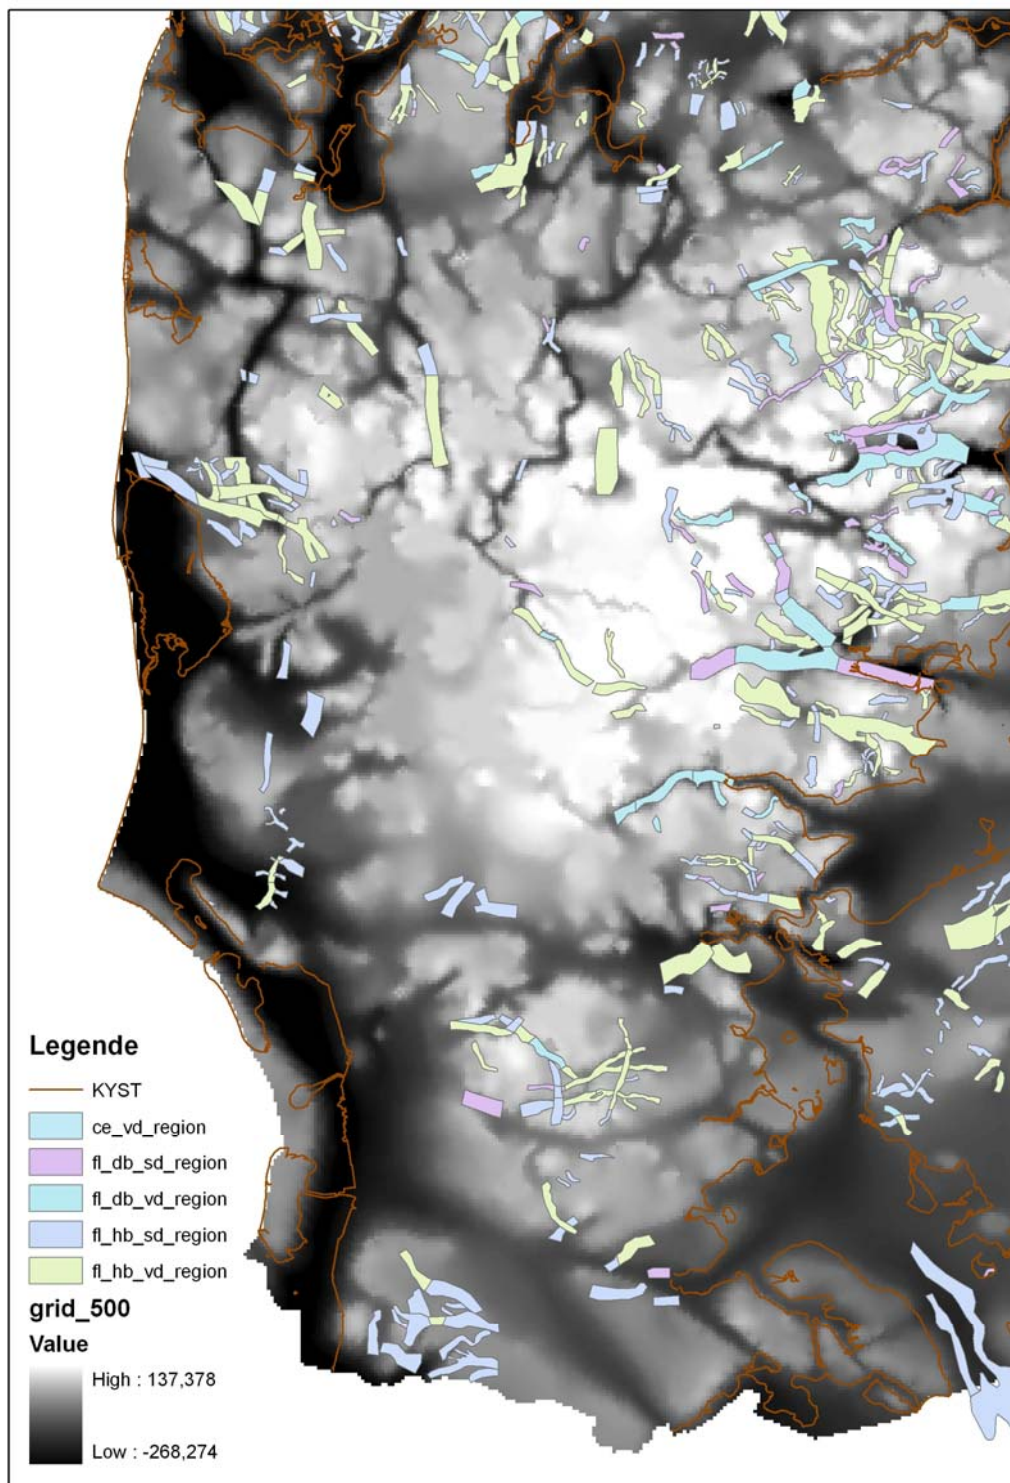 Legende
KYST
ce_vd_region
fl_db_sd_region
fl_db_vd_region
fl_hb_sd_region
fl_hb_vd_region
grid_500
Value
High : 137,378
Low : -268,274